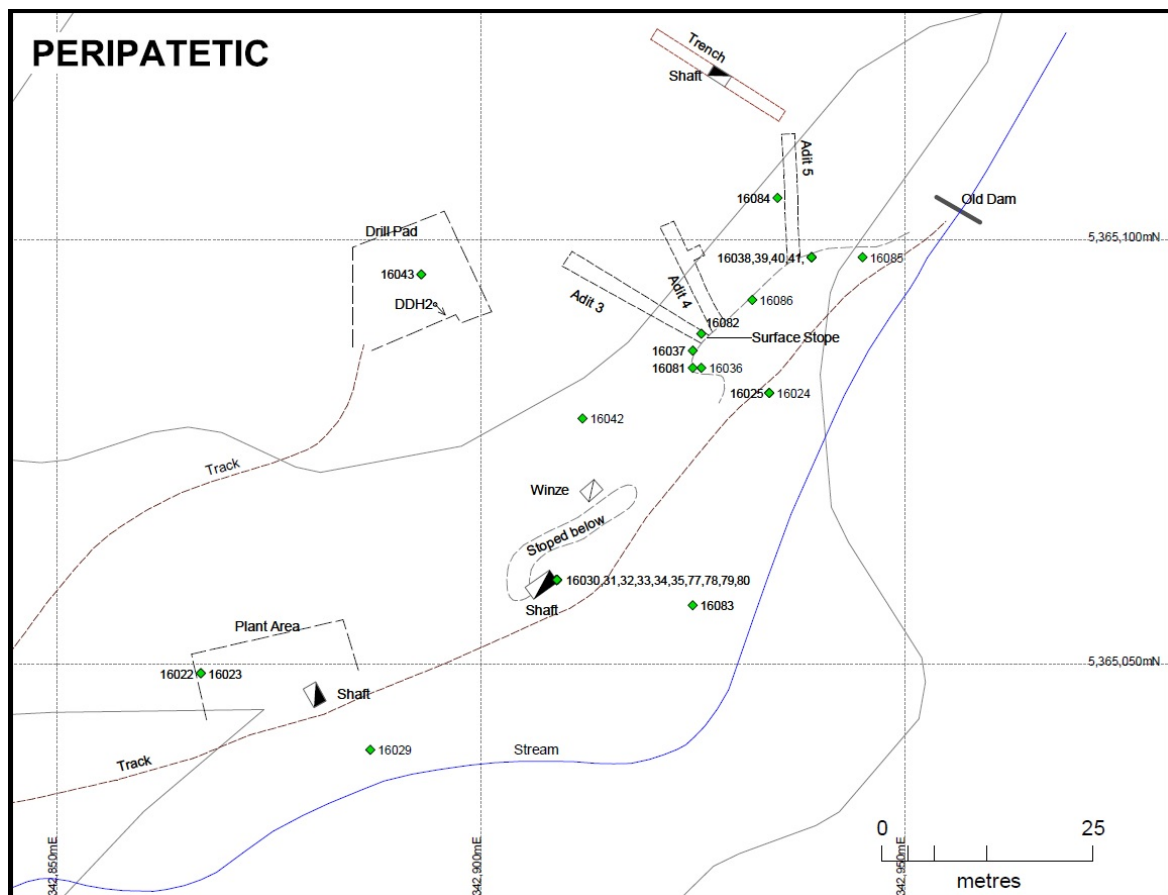 PERIPATETIC
Trench
Shaft
Adit 5
16084
Old Dam
Drill Pad
5,365,100mN
16038,39,40,41,
16085
16043
Adit 4
DDH2
Adit 3
16086
16082
Surface Stope
16037
16081
16036
16025
16024
16042
Track
Winze
Stoped below
16030,31,32,33,34,35,77,78,79,80
Shaft
16083
Plant Area
5,365,050mN
16022
16023
Shaft
16029
Stream
Track
0 25
metres
342,850mE
342,900mE
342,950mE